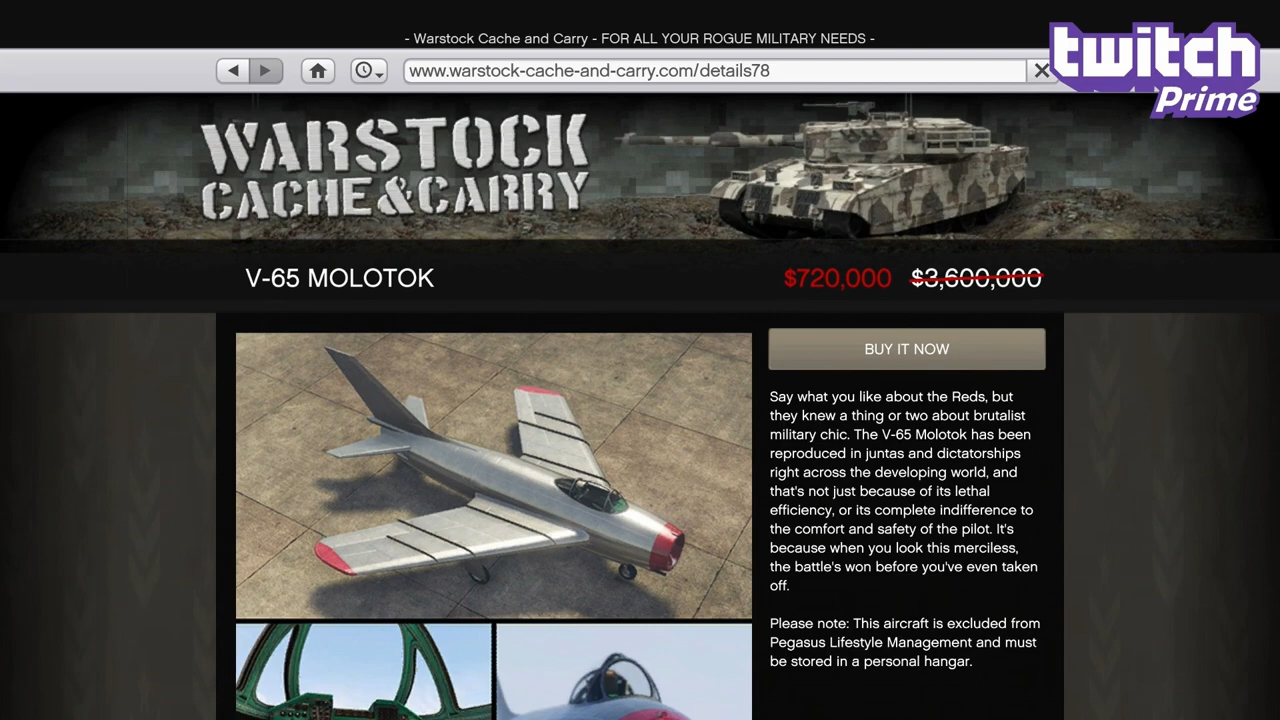 - Warstock Cache and Carry - FOR ALL YOUR ROGUE MILITARY NEEDS -
www.warstock-cache-and-carry.com/details78
twitch
Prime
WARSTOCK
CACHE&CARRY
V-65 MOLOTOK
$720,000 $3,600,000
BUY IT NOW
Say what you like about the Reds, but
they knew a thing or two about brutalist
military chic. The V-65 Molotok has been
reproduced in juntas and dictatorships
right across the developing world, and
that's not just because of its lethal
efficiency, or its complete indifference to
the comfort and safety of the pilot. It's
because when you look this merciless,
the battle's won before you've even taken
off.
Please note: This aircraft is excluded from
Pegasus Lifestyle Management and must
be stored in a personal hangar.